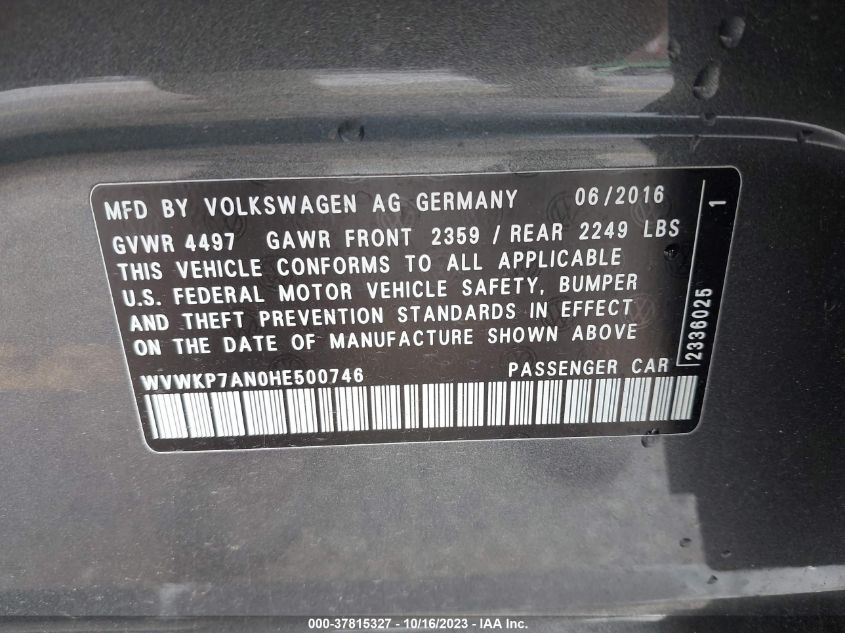 MFD BY VOLKSWAGEN AG GERMANY 06/2016
GVWR 4497 GAWR FRONT 2359 / REAR 2249 LBS
THIS VEHICLE CONFORMS TO ALL APPLICABLE
U.S. FEDERAL MOTOR VEHICLE SAFETY, BUMPER
AND THEFT PREVENTION STANDARDS IN EFFECT
ON THE DATE OF MANUFACTURE SHOWN ABOVE
WVWKP7AN0HE500746 PASSENGER CAR
2336025 1
000-37815327 - 10/16/2023 - IAA Inc.